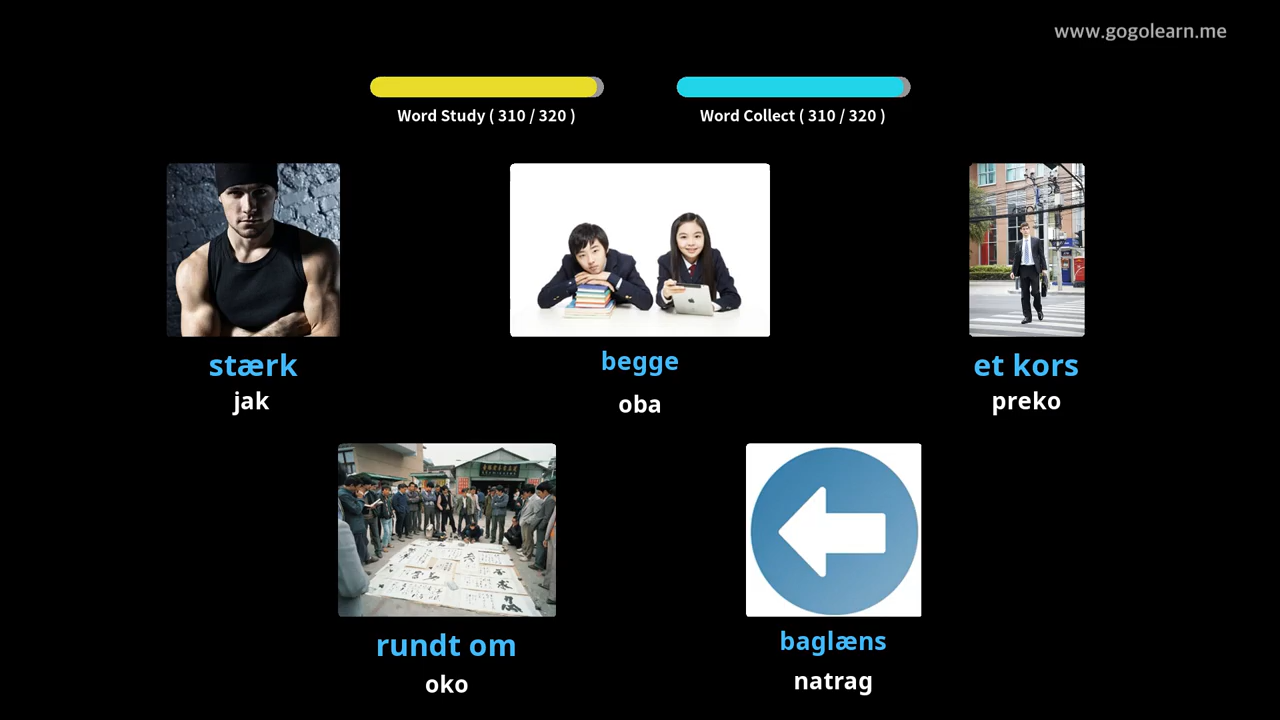 www.gogolearn.me
Word Study ( 310 / 320 )
Word Collect ( 310 / 320 )
stærk
jak
begge
oba
et kors
preko
rundt om
oko
baglæns
natrag